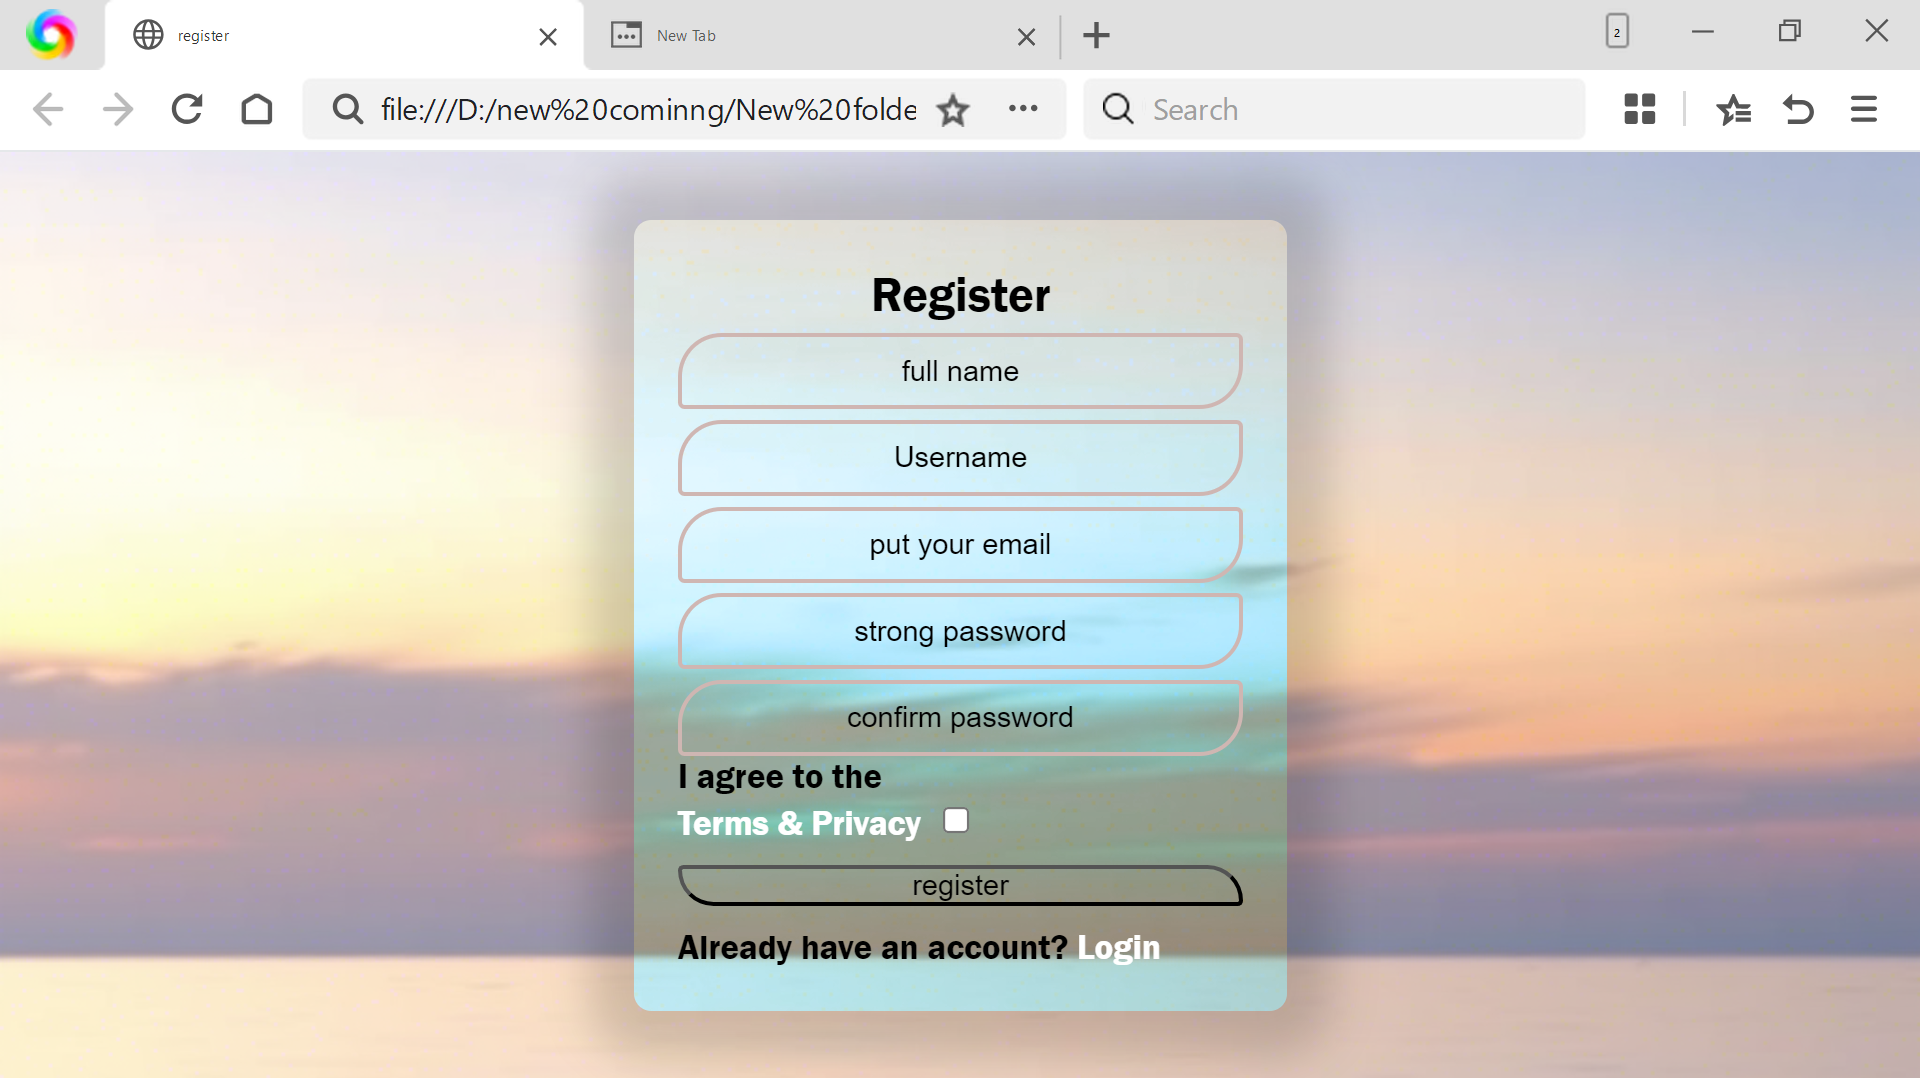 register
New Tab
2
file:///D:/new%20cominng/New%20folde
Search
Register
full name
Username
put your email
strong password
confirm password
I agree to the
Terms & Privacy
register
Already have an account? Login